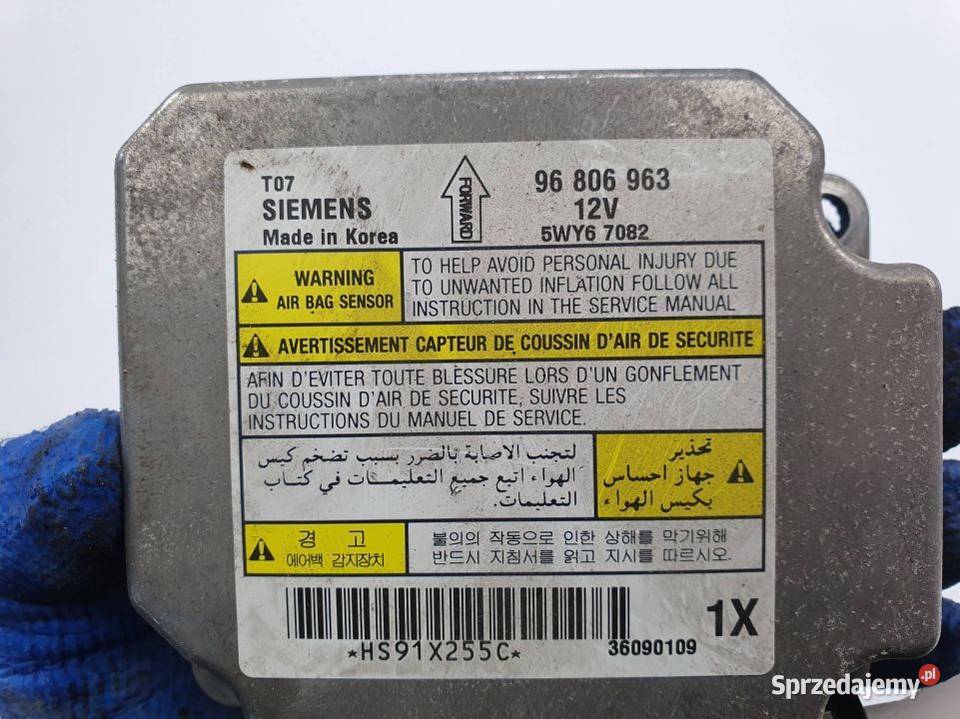 T07
SIEMENS
Made in Korea
FORWARD
96 806 963
12V
5WY6 7082
WARNING
AIR BAG SENSOR
TO HELP AVOID PERSONAL INJURY DUE
TO UNWANTED INFLATION FOLLOW ALL
INSTRUCTION IN THE SERVICE MANUAL
AVERTISSEMENT CAPTEUR DE COUSSIN D'AIR DE SECURITE
AFIN D'EVITER TOUTE BLESSURE LORS D'UN GONFLEMENT
DU COUSSIN D'AIR DE SECURITE, SUIVRE LES
INSTRUCTIONS DU MANUEL DE SERVICE.
تحذير
جهاز احساس
بكيس الهواء
لتجنب الاصابة بالضرر بسبب تضخم كيس
الهواء اتبع جميع التعليمات في كتاب
التعليمات.
경 고
에어백 감지장치
불의의 작동으로 인한 상해를 막기위해
반드시 지침서를 읽고 지시를 따르시오.
*HS91X255C*
36090109
1X
Sprzedajemy.pl